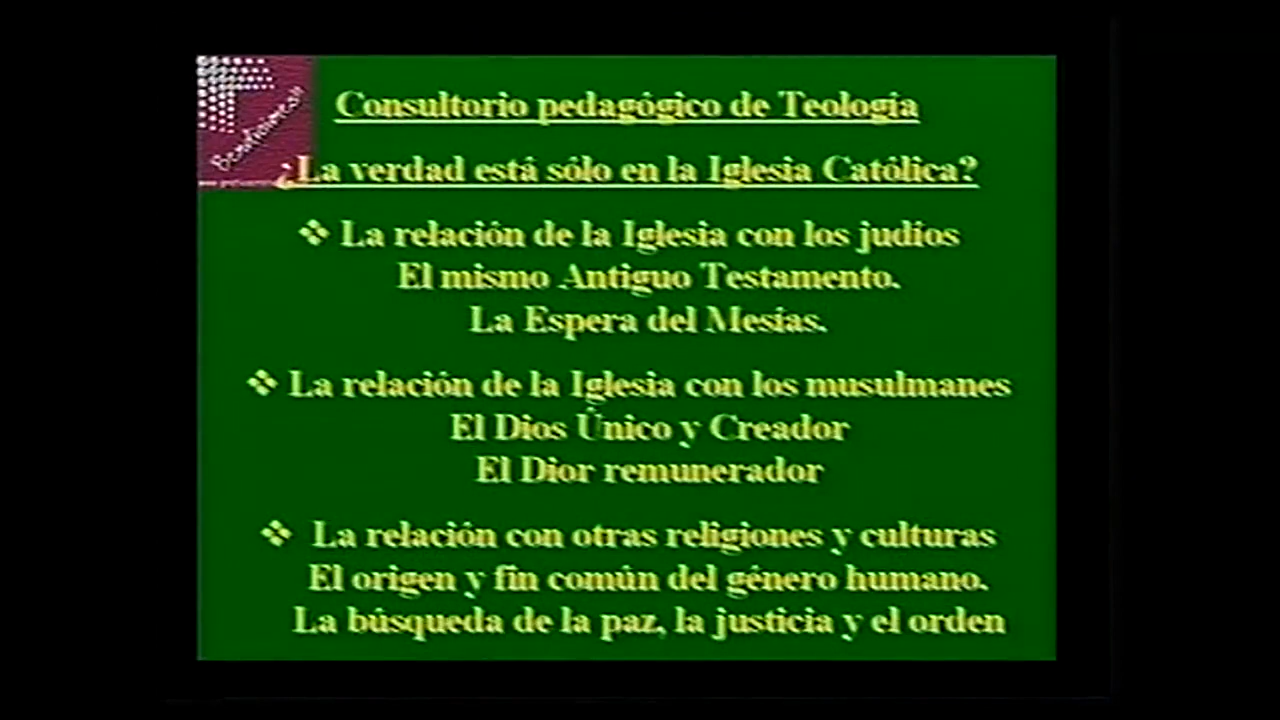 Consultorio pedagógico de Teología
¿La verdad está sólo en la Iglesia Católica?
❖ La relación de la Iglesia con los judíos
El mismo Antiguo Testamento.
La Espera del Mesías.
❖ La relación de la Iglesia con los musulmanes
El Dios Único y Creador
El Dior remunerador
❖ La relación con otras religiones y culturas
El origen y fin común del género humano.
La búsqueda de la paz, la justicia y el orden